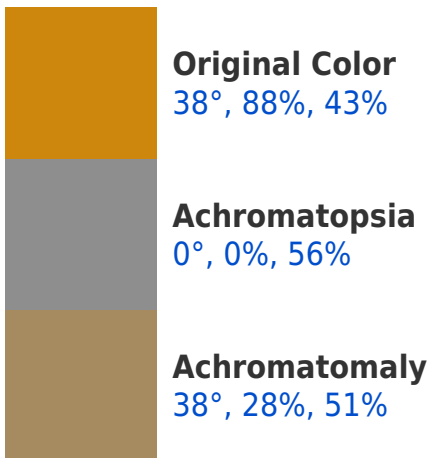 Original Color
38°, 88%, 43%
Achromatopsia
0°, 0%, 56%
Achromatomaly
38°, 28%, 51%